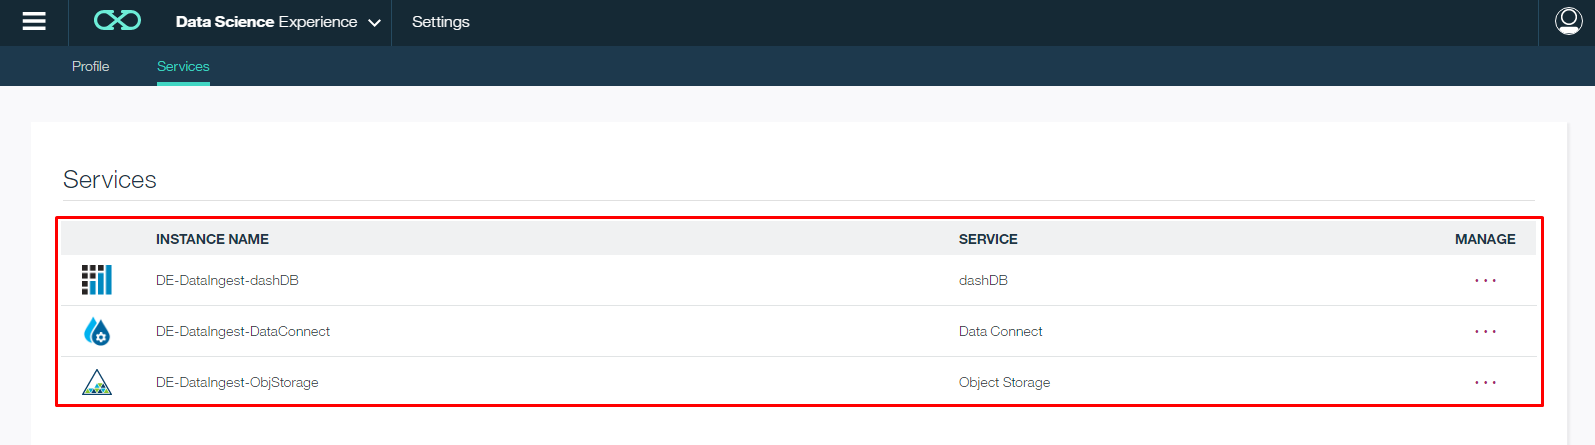 Data Science Experience Settings
Profile Services
Services
INSTANCE NAME SERVICE MANAGE
DE-DataIngest-dashDB dashDB ...
DE-DataIngest-DataConnect Data Connect ...
DE-DataIngest-ObjStorage Object Storage ...